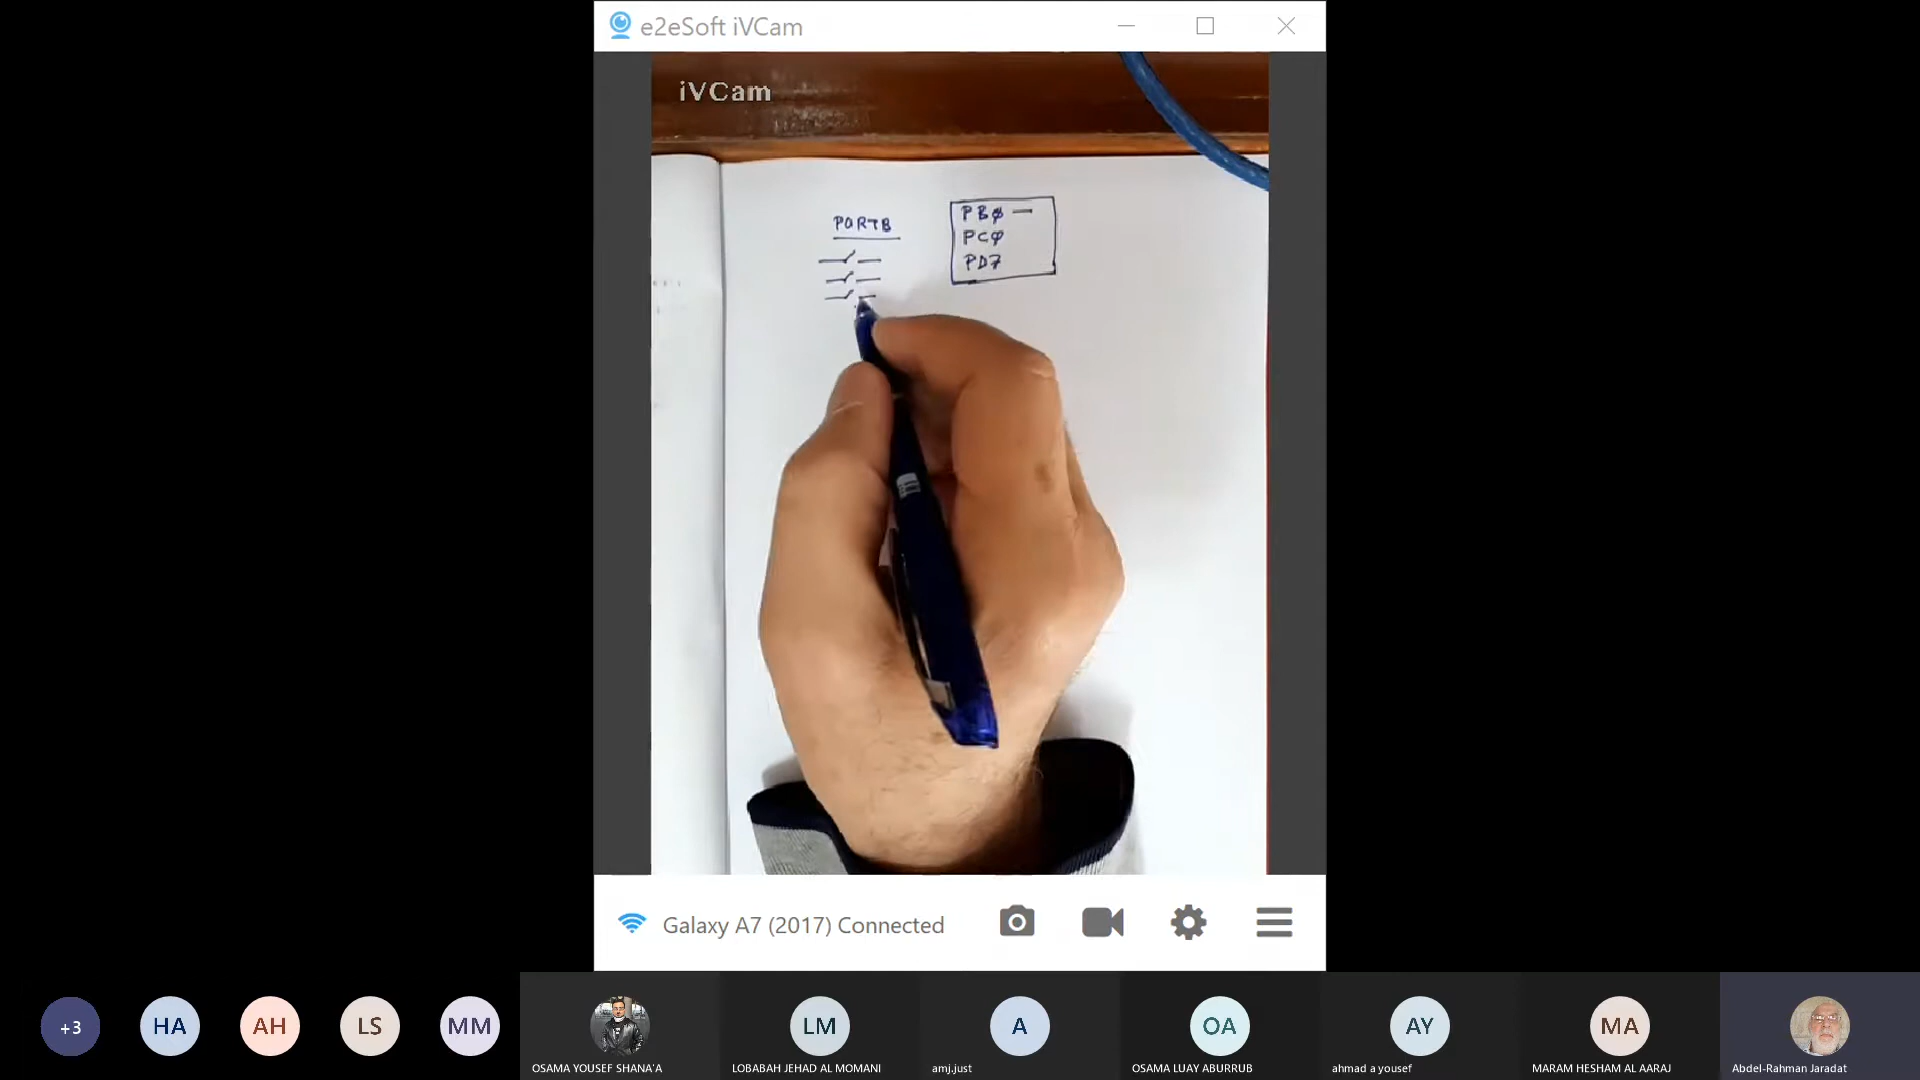 e2eSoft iVCam
iVCam
PORTB
PBØ —
PCØ
PD7
Galaxy A7 (2017) Connected
+3
HA
AH
LS
MM
LM
A
OA
AY
MA
OSAMA YOUSEF SHANA'A
LOBABAH JEHAD AL MOMANI
amj.just
OSAMA LUAY ABURRUB
ahmad a yousef
MARAM HESHAM AL AARAJ
Abdel-Rahman Jaradat